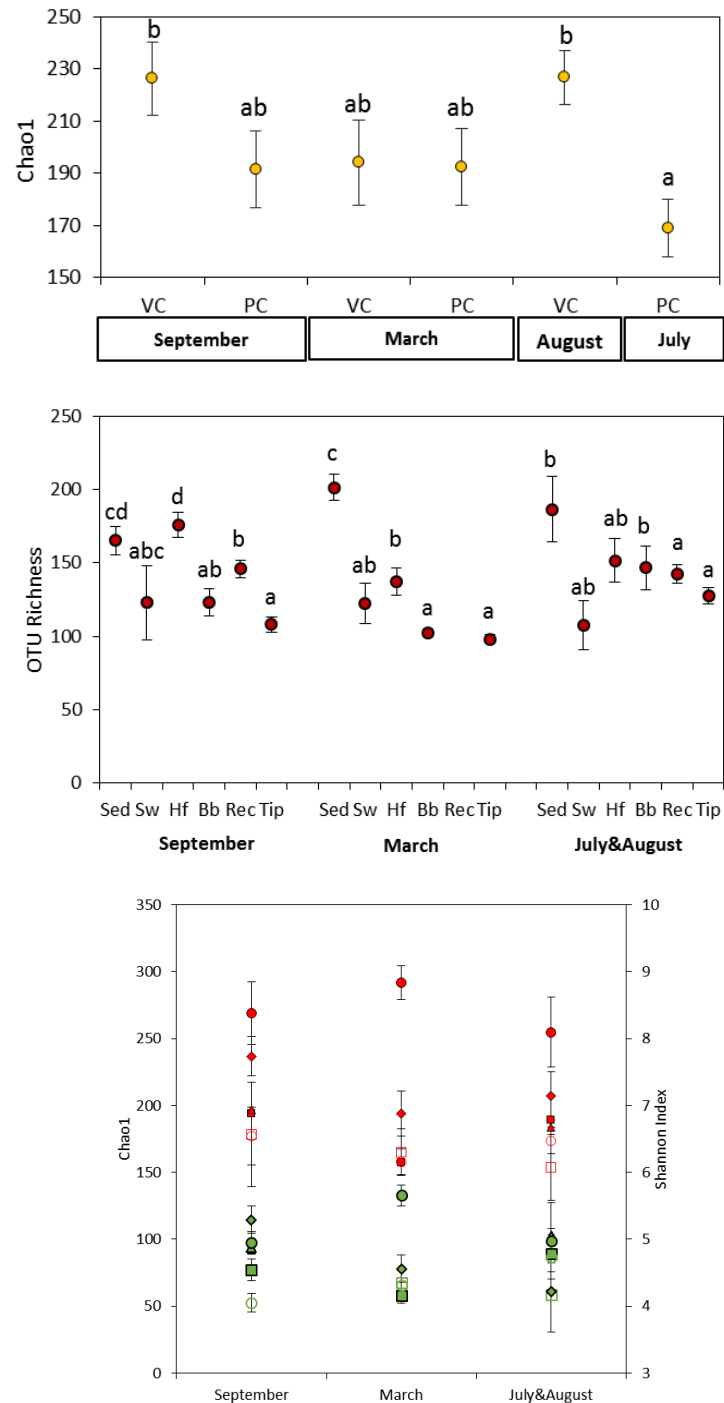 250
230
210
190
170
150
Chao1
b
ab
ab
ab
b
a
VC PC VC PC VC PC
September March August July
250
200
150
100
50
0
OTU Richness
cd
abc
d
ab
b
a
c
ab
b
a
a
b
ab
ab
b
a
a
Sed Sw Hf Bb Rec Tip Sed Sw Hf Bb Rec Tip Sed Sw Hf Bb Rec Tip
September March July&August
350
300
250
200
150
100
50
0
Chao1
10
9
8
7
6
5
4
3
Shannon Index
September March July&August